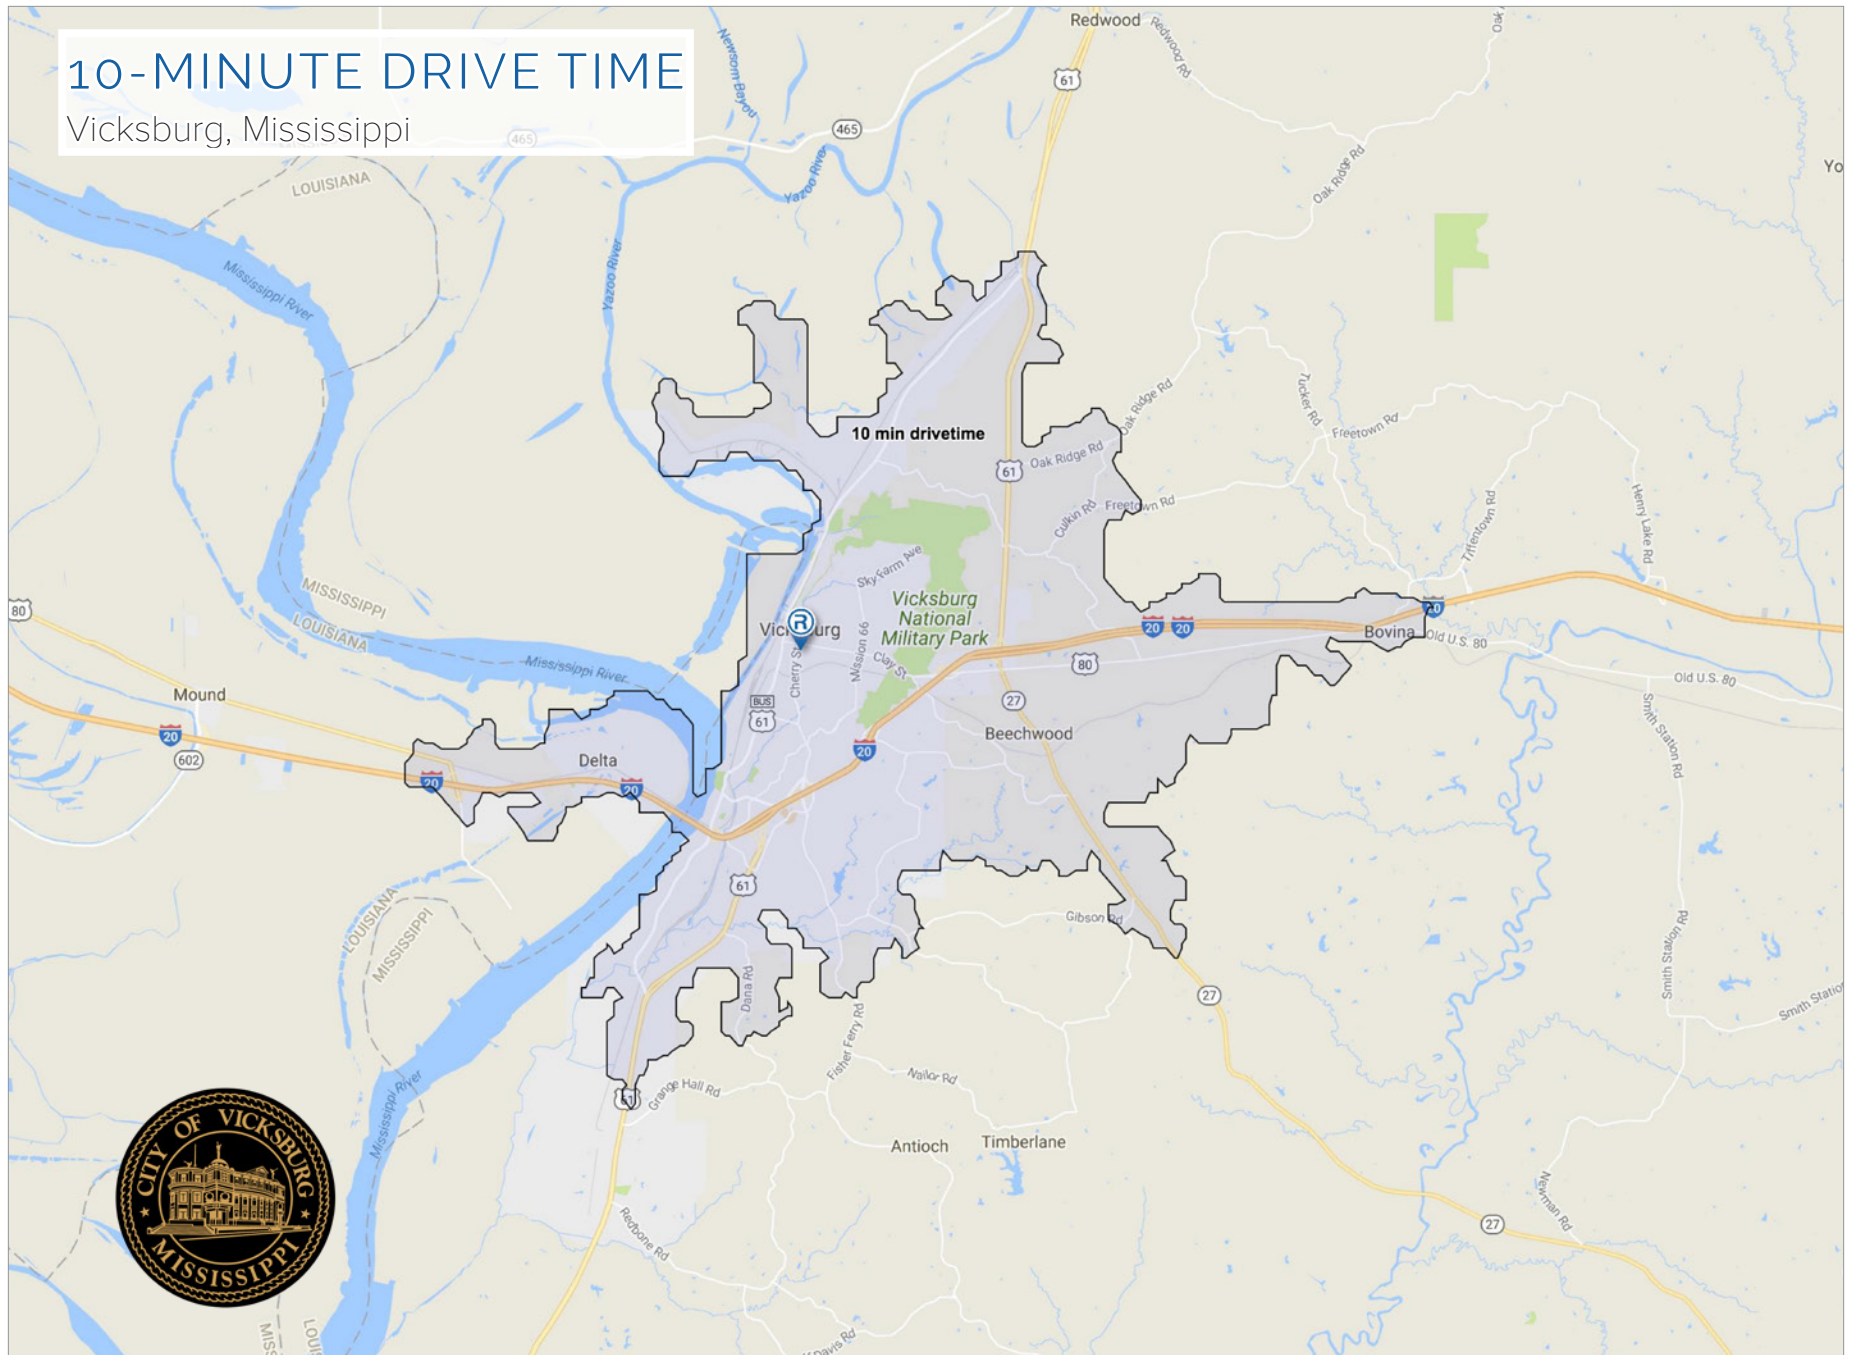 10-MINUTE DRIVE TIME
Vicksburg, Mississippi
Redwood
Redwood Rd
Newsom Bayou
61
465
465
Yazoo River
Oak Ridge Rd
LOUISIANA
Mississippi River
Yazoo River
Oak Ridge Rd
Tucker Rd
Freetown Rd
10 min drivetime
Oak Ridge Rd
61
Culkin Rd
Freetown Rd
Tiffentown Rd
Henry Lake Rd
Sky Farm Ave
MISSISSIPPI
LOUISIANA
80
Vicksburg
National
Military Park
Mission 66
Clay St
Cherry St
20
20
80
Bovina
Old U.S. 80
Old U.S. 80
Mississippi River
Mound
20
602
BUS
61
27
Beechwood
Smith Station Rd
20
Delta
20
20
61
LOUISIANA
MISSISSIPPI
Gibson Rd
Smith Station Rd
Dana Rd
27
Fisher Ferry Rd
Nailor Rd
Grange Hall Rd
Mississippi River
Antioch
Timberlane
Newman Rd
Redbone Rd
27
CITY OF VICKSBURG
MISSISSIPPI